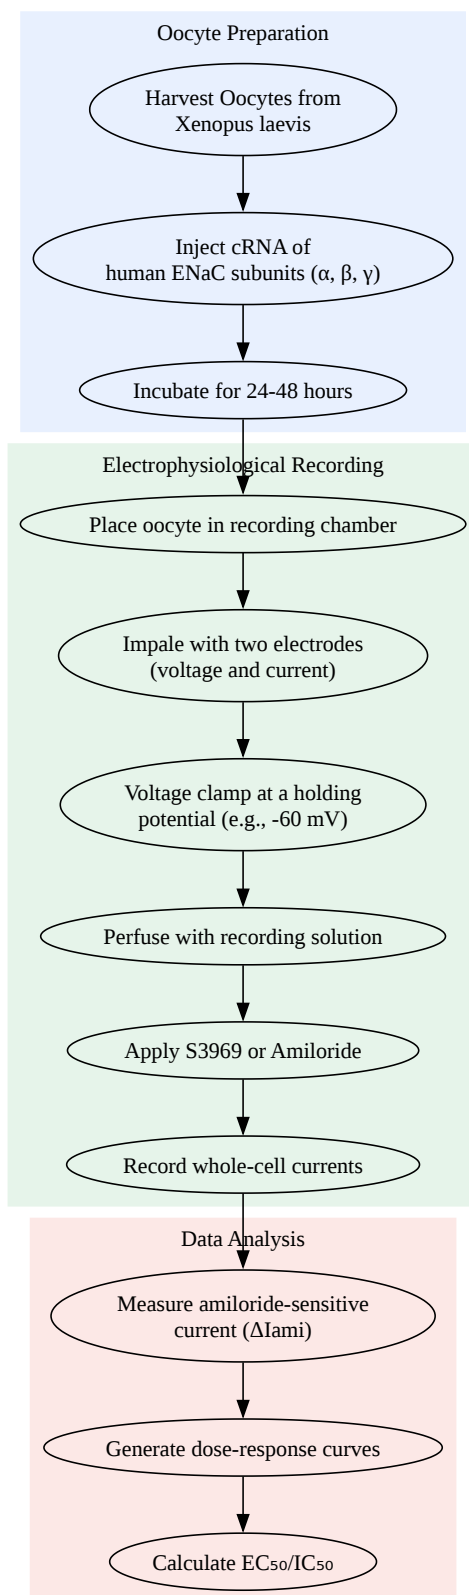 Oocyte Preparation
Harvest Oocytes from
Xenopus laevis
Inject cRNA of
human ENaC subunits (α, β, γ)
Incubate for 24-48 hours
Electrophysiological Recording
Place oocyte in recording chamber
Impale with two electrodes
(voltage and current)
Voltage clamp at a holding
potential (e.g., -60 mV)
Perfuse with recording solution
Apply S3969 or Amiloride
Record whole-cell currents
Data Analysis
Measure amiloride-sensitive
current (ΔIami)
Generate dose-response curves
Calculate EC₅₀/IC₅₀